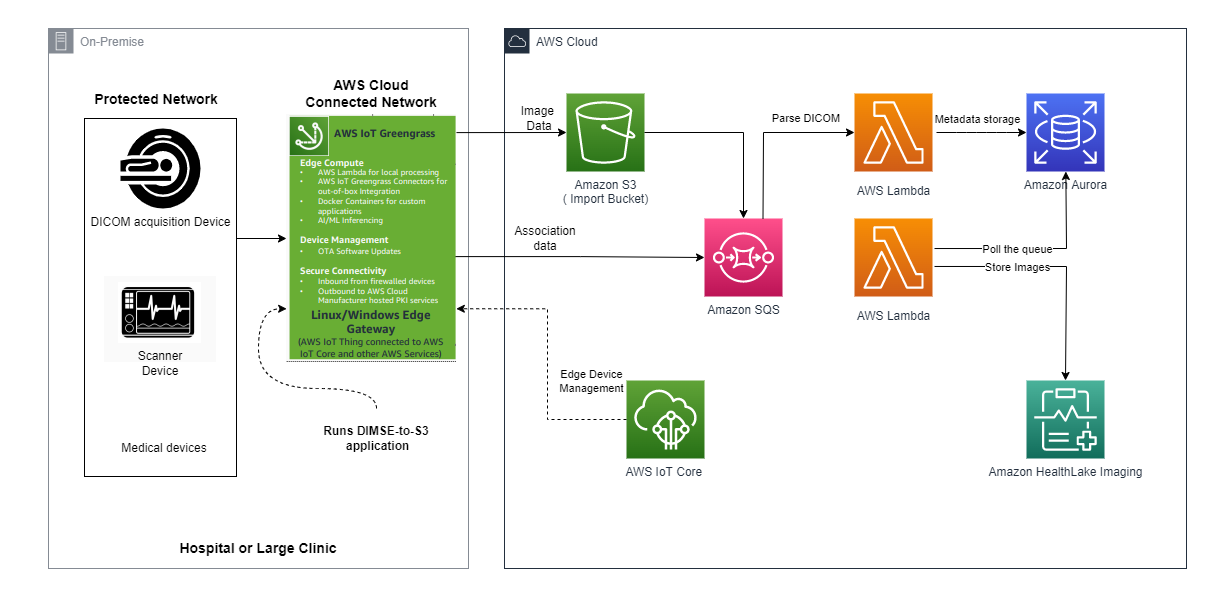 On-Premise
Protected Network
DICOM acquisition Device
Scanner
Device
Medical devices
AWS Cloud
Connected Network
AWS IoT Greengrass
Edge Compute
• AWS Lambda for local processing
• AWS IoT Greengrass Connectors for
out-of-box Integration
• Docker Containers for custom
applications
• AI/ML Inferencing
Device Management
• OTA Software Updates
Secure Connectivity
• Inbound from firewalled devices
• Outbound to AWS Cloud
Manufacturer hosted PKI services
Linux/Windows Edge
Gateway
(AWS IoT Thing connected to AWS
IoT Core and other AWS Services)
Runs DIMSE-to-S3
application
Hospital or Large Clinic
AWS Cloud
Image
Data
Amazon S3
( Import Bucket)
Association
data
Amazon SQS
Parse DICOM
AWS Lambda
Metadata storage
Amazon Aurora
AWS Lambda
Poll the queue
Store Images
Edge Device
Management
AWS IoT Core
Amazon HealthLake Imaging